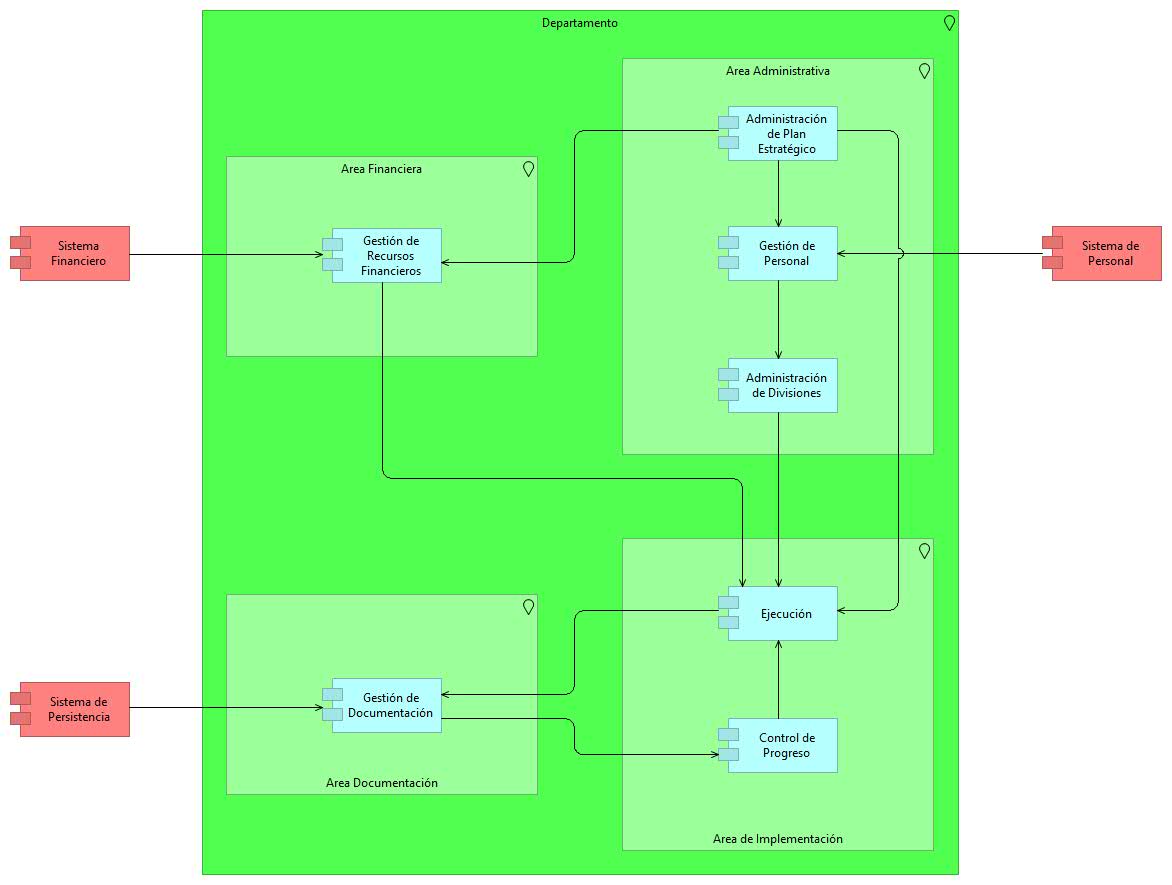 Departamento
Area Administrativa
Administración
de Plan
Estratégico
Area Financiera
Gestión de
Recursos
Financieros
Sistema
Financiero
Gestión de
Personal
Sistema de
Personal
Administración
de Divisiones
Ejecución
Gestión de
Documentación
Sistema de
Persistencia
Control de
Progreso
Area Documentación
Area de Implementación